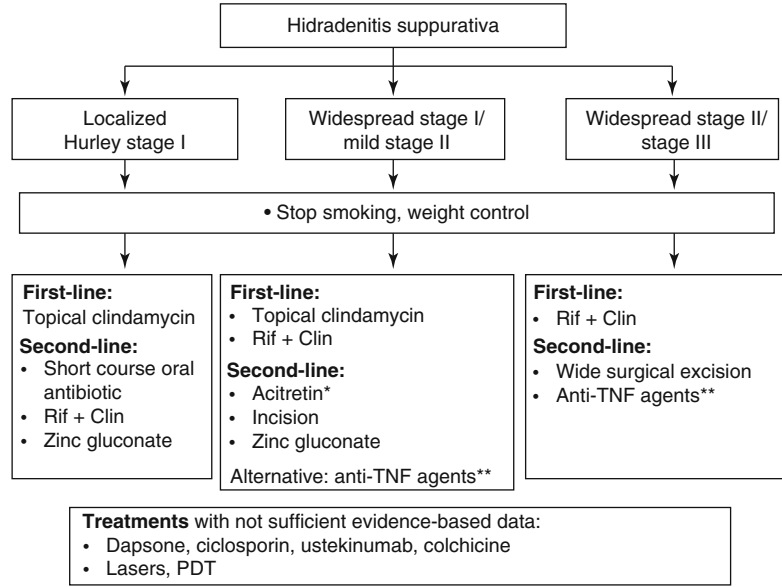 Hidradenitis suppurativa
Localized
Hurley stage I
Widespread stage I/
mild stage II
Widespread stage II/
stage III
• Stop smoking, weight control
First-line:
Topical clindamycin
Second-line:
• Short course oral
antibiotic
• Rif + Clin
• Zinc gluconate
First-line:
• Topical clindamycin
• Rif + Clin
Second-line:
• Acitretin*
• Incision
• Zinc gluconate
Alternative: anti-TNF agents**
First-line:
• Rif + Clin
Second-line:
• Wide surgical excision
• Anti-TNF agents**
Treatments with not sufficient evidence-based data:
• Dapsone, ciclosporin, ustekinumab, colchicine
• Lasers, PDT